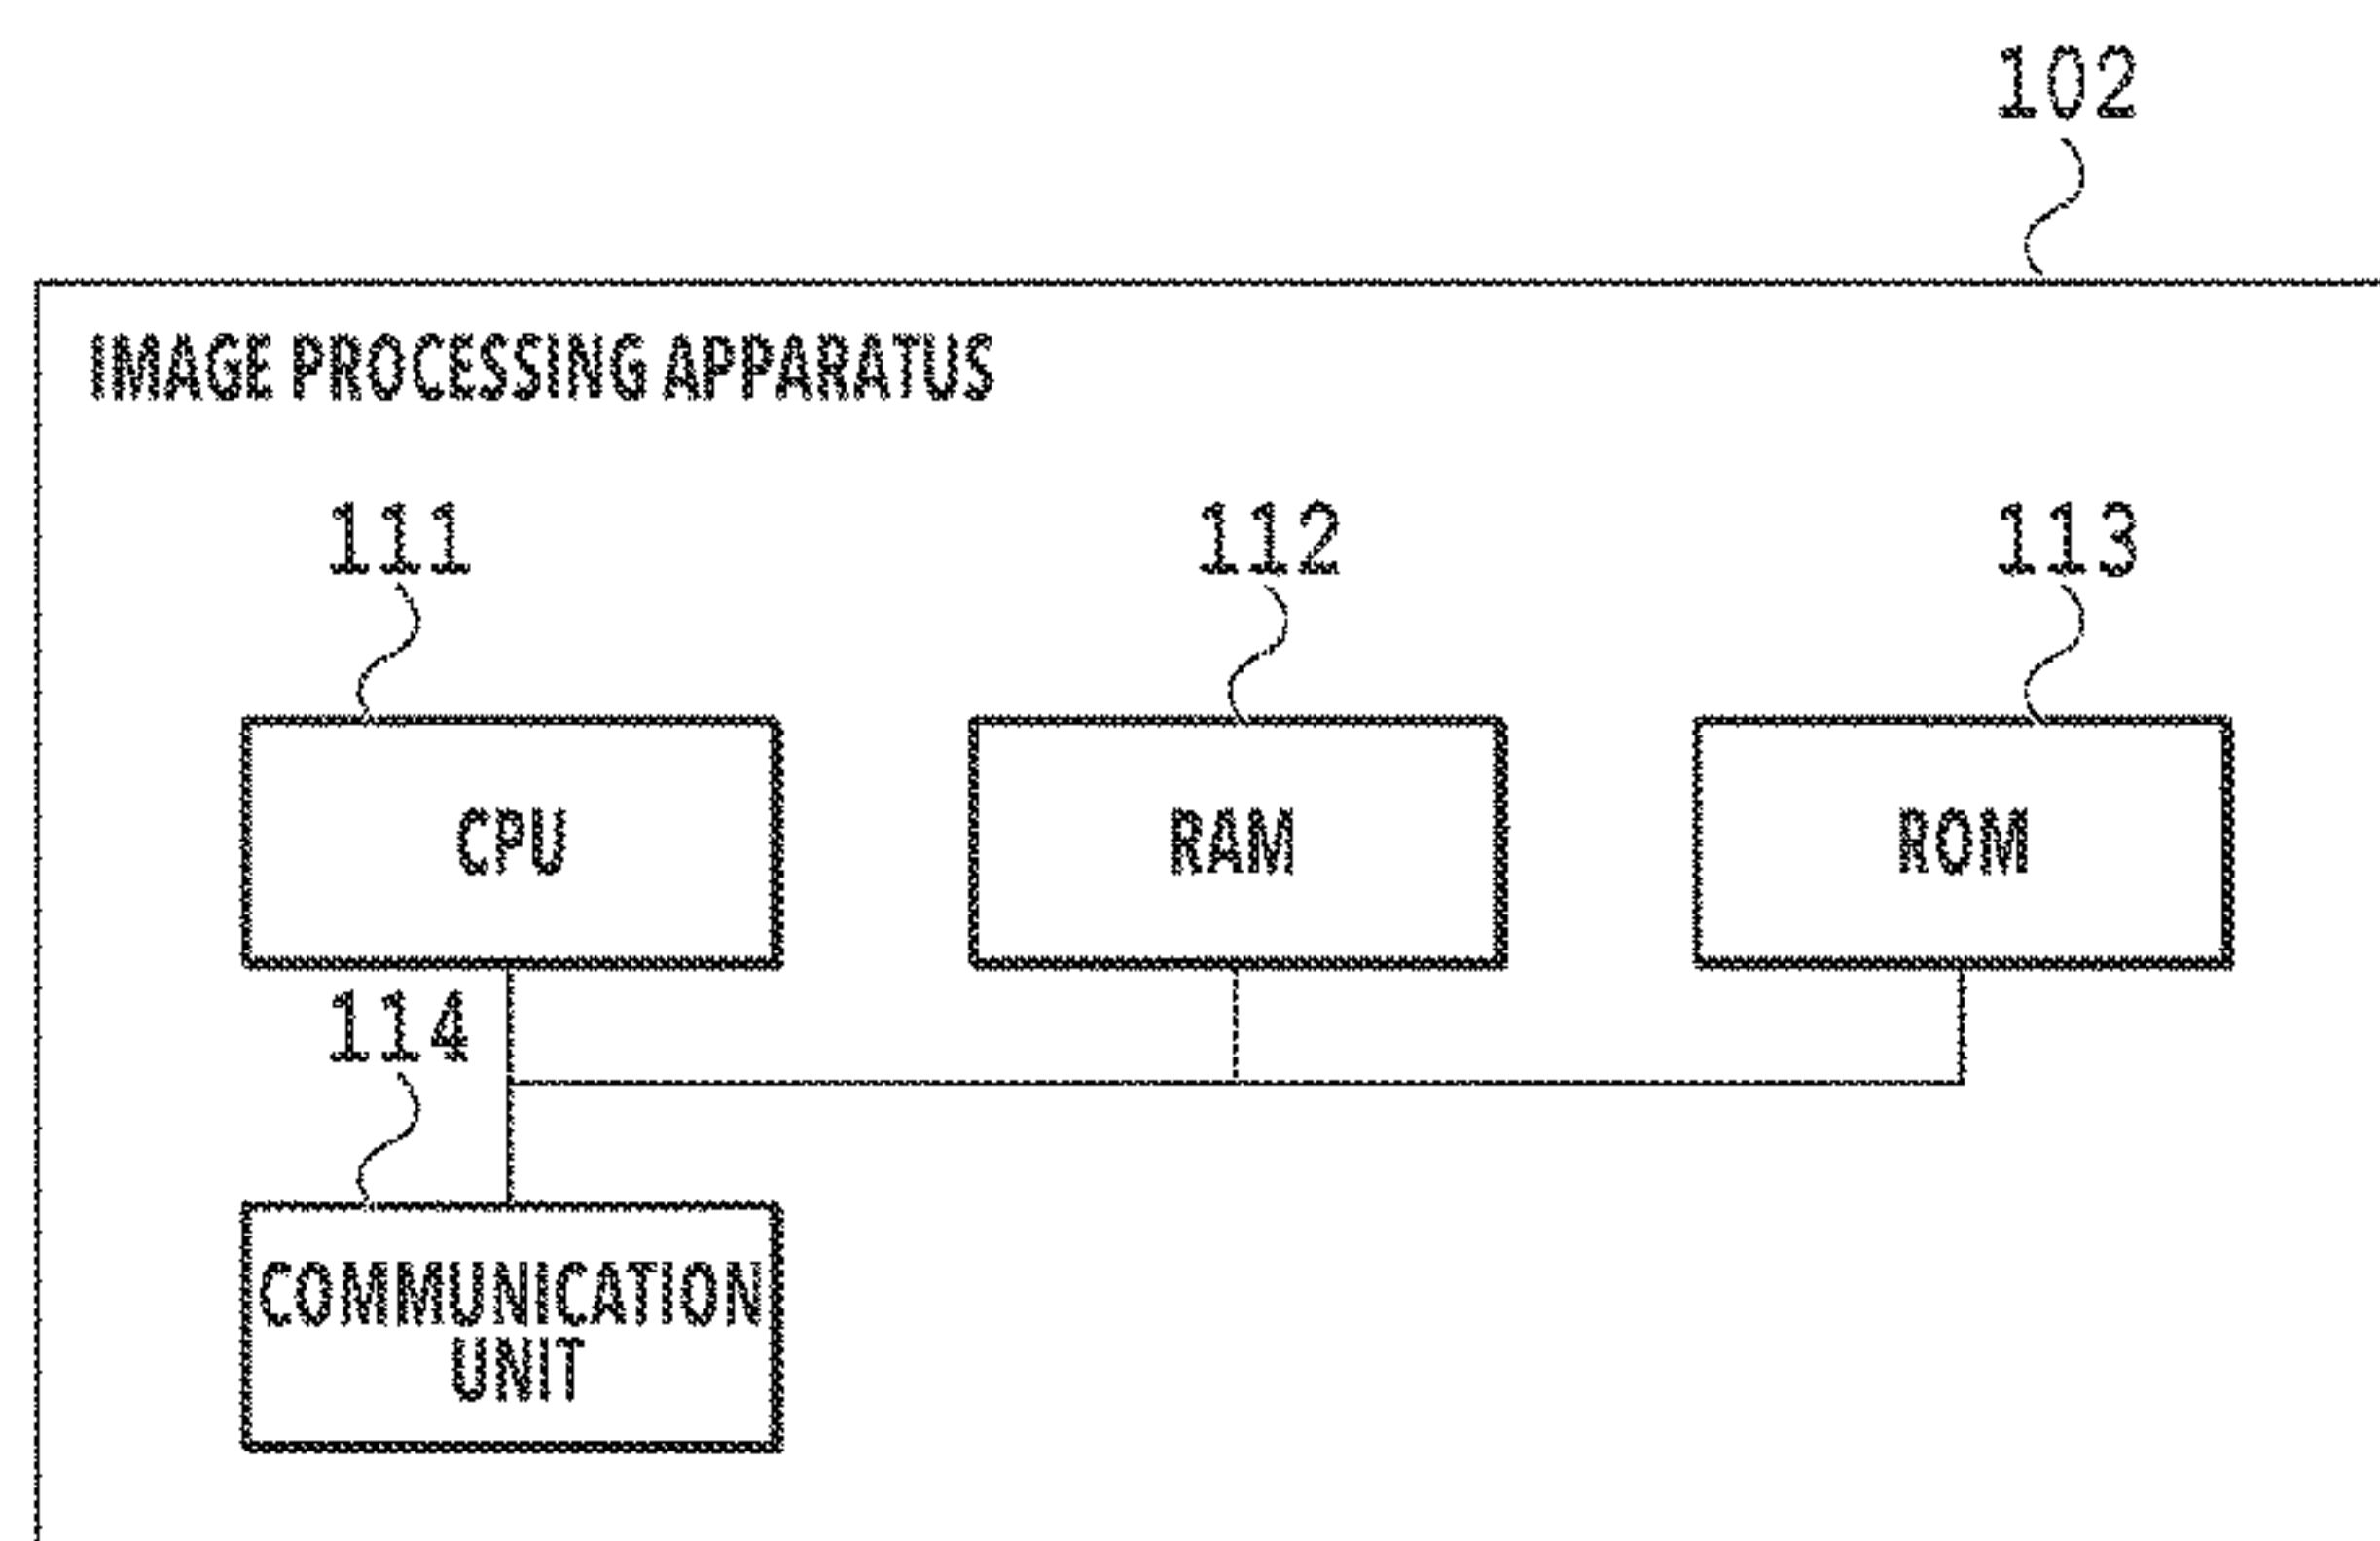 102
IMAGE PROCESSING APPARATUS
111
112
113
CPU
RAM
ROM
114
COMMUNICATION
UNIT